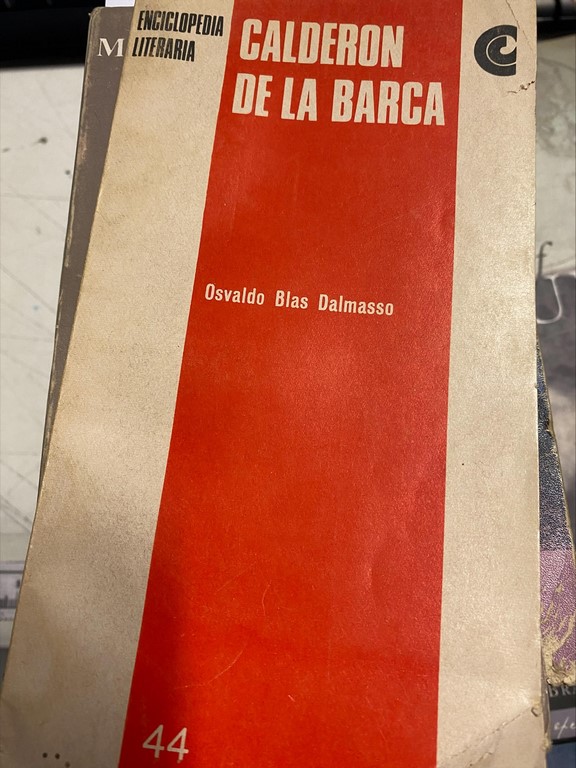 ENCICLOPEDIA
LITERARIA
CALDERON
DE LA BARCA
Osvaldo Blas Dalmasso
44
M